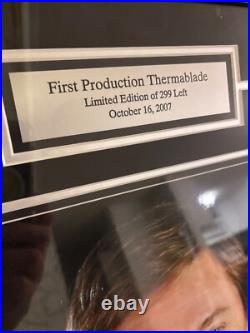 First Production Thermablade
Limited Edition of 299 Left
October 16, 2007